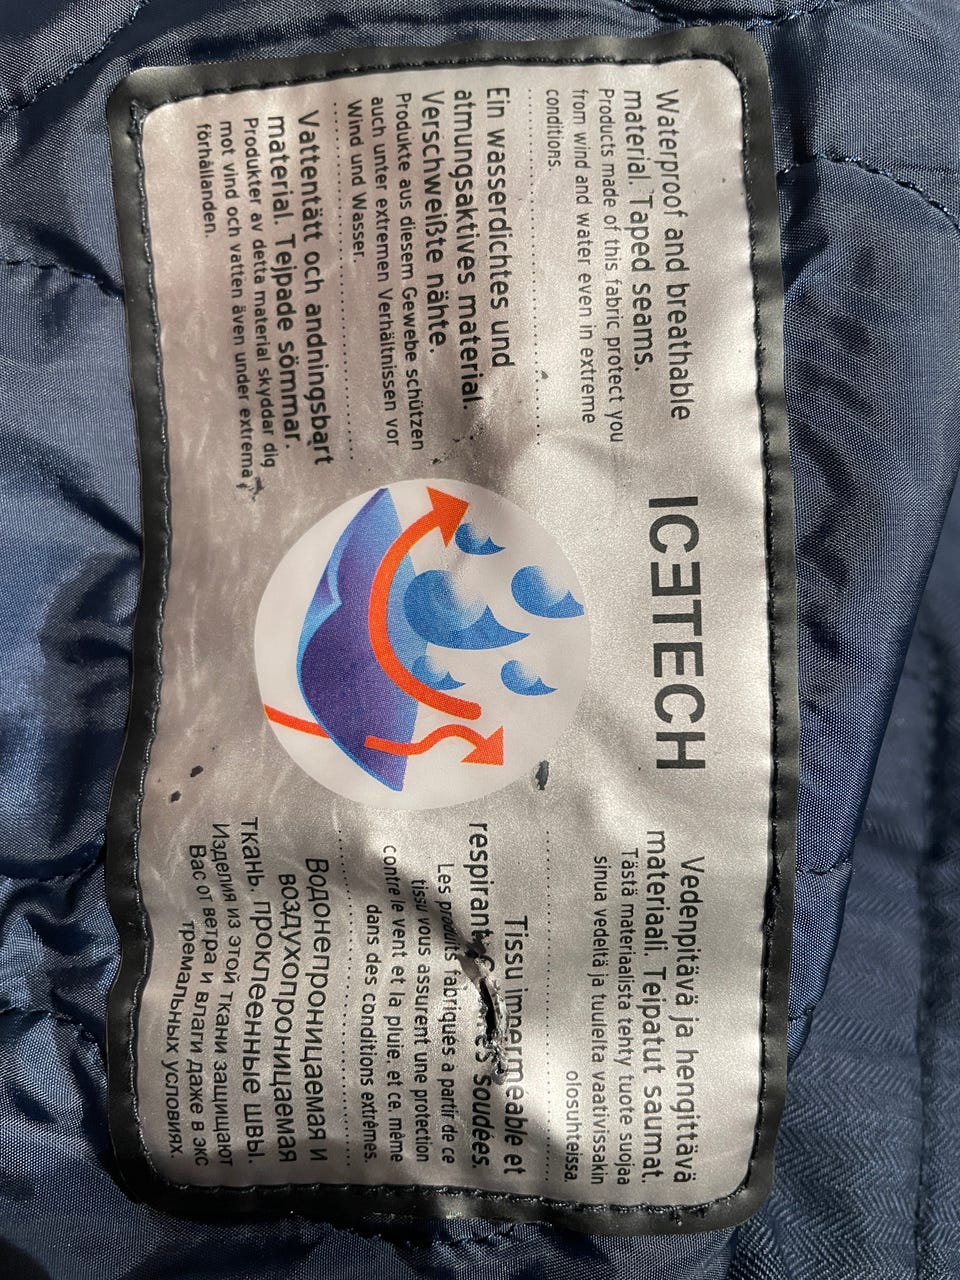 ICETECH
Waterproof and breathable
material. Taped seams.
Products made of this fabric protect you
from wind and water even in extreme
conditions.
Ein wasserdichtes und
atmungsaktives material.
Verschweißte nähte.
Produkte aus diesem Gewebe schützen
auch unter extremen Verhältnissen vor
Wind und Wasser.
Vattentätt och andningsbart
material. Tejpade sömmar.
Produkter av detta material skyddar dig
mot vind och vatten även under extrema
förhållanden.
Vedenpitävä ja hengittävä
materiaali. Teipatut saumat.
Tästä materiaalista tehty tuote suojaa
sinua vedeltä ja tuulelta vaativissakin
olosuhteissa.
Tissu imperméable et
respirant. soudées.
Les produits fabriqués à partir de ce
tissu vous assurent une protection
contre le vent et la pluie, et ce, même
dans des conditions extrêmes.
Водонепроницаемая и
воздухопроницаемая
ткань. проклеенные швы.
Изделия из этой ткани защищают
Вас от ветра и влаги даже в экс
тремальных условиях.